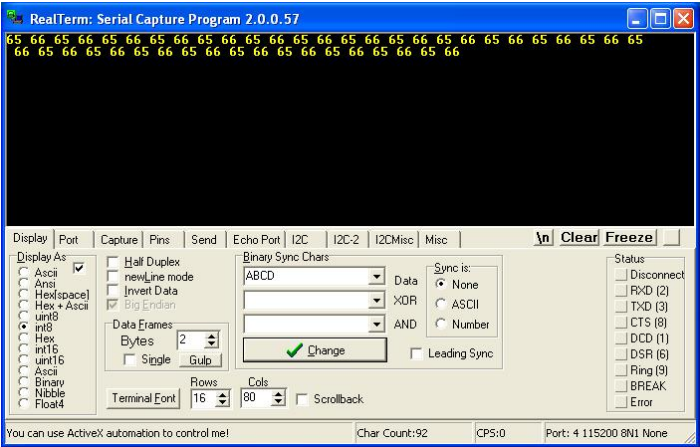 RealTerm: Serial Capture Program 2.0.0.57
65 66 65 66 65 66 65 66 65 66 65 66 65 66 65 66 65 66 65 66 65 66 65 66 65 66 65
66 65 66 65 66 65 66 65 66 65 66 65 66 65 66 65 66 65 66
Display Port Capture Pins Send Echo Port I2C I2C-2 I2CMisc Misc \n Clear Freeze
Display As
Ascii
Ansi
Hex[space]
Hex + Ascii
uint8
int8
Hex
int16
uint16
Ascii
Binary
Nibble
Float4
Half Duplex
newLine mode
Invert Data
Big Endian
Data Frames
Bytes 2
Single Gulp
Terminal Font
Rows
16
Cols
80
Scrollback
Binary Sync Chars
ABCD
Data
XOR
AND
Change
Sync is:
None
ASCII
Number
Leading Sync
Status
Disconnect
RXD (2)
TXD (3)
CTS (8)
DCD (1)
DSR (6)
Ring (9)
BREAK
Error
You can use ActiveX automation to control me! Char Count:92 CPS:0 Port: 4 115200 8N1 None